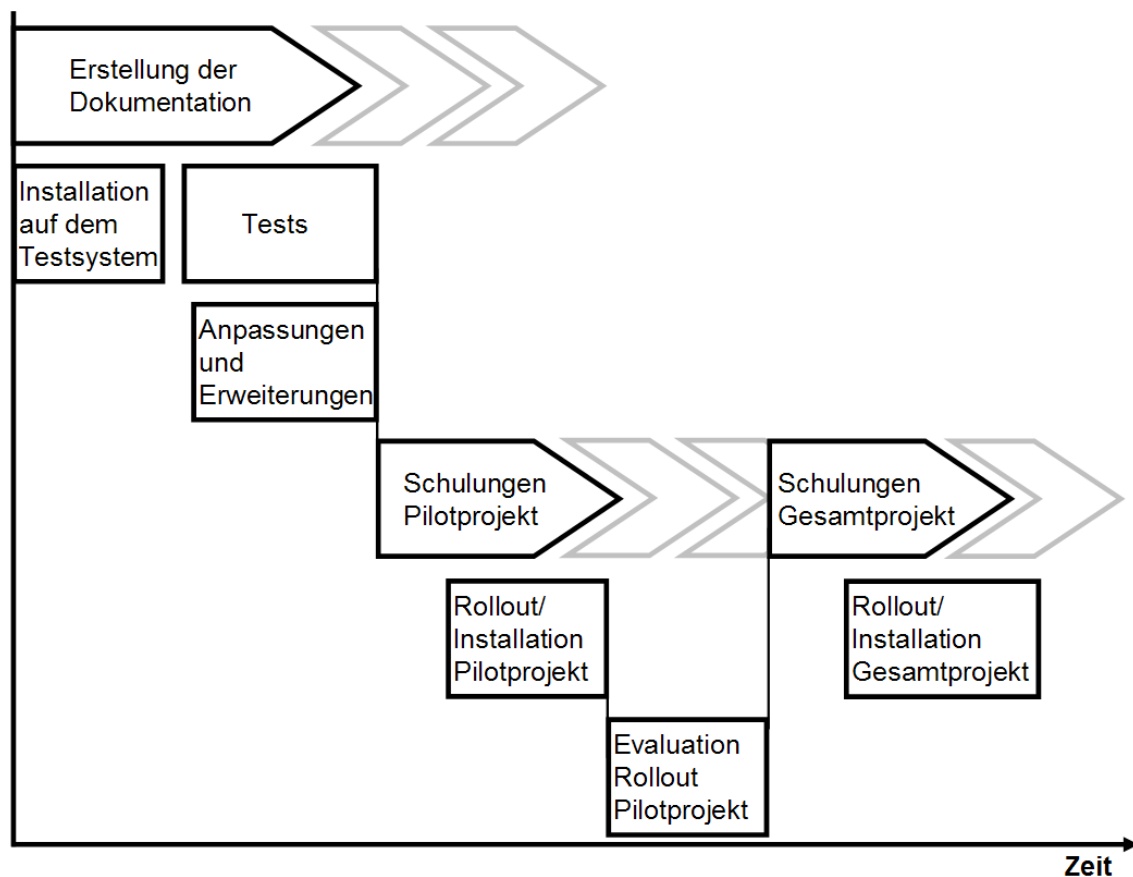 Erstellung der
Dokumentation
Installation
auf dem
Testsystem
Tests
Anpassungen
und
Erweiterungen
Schulungen
Pilotprojekt
Schulungen
Gesamtprojekt
Rollout/
Installation
Pilotprojekt
Rollout/
Installation
Gesamtprojekt
Evaluation
Rollout
Pilotprojekt
Zeit